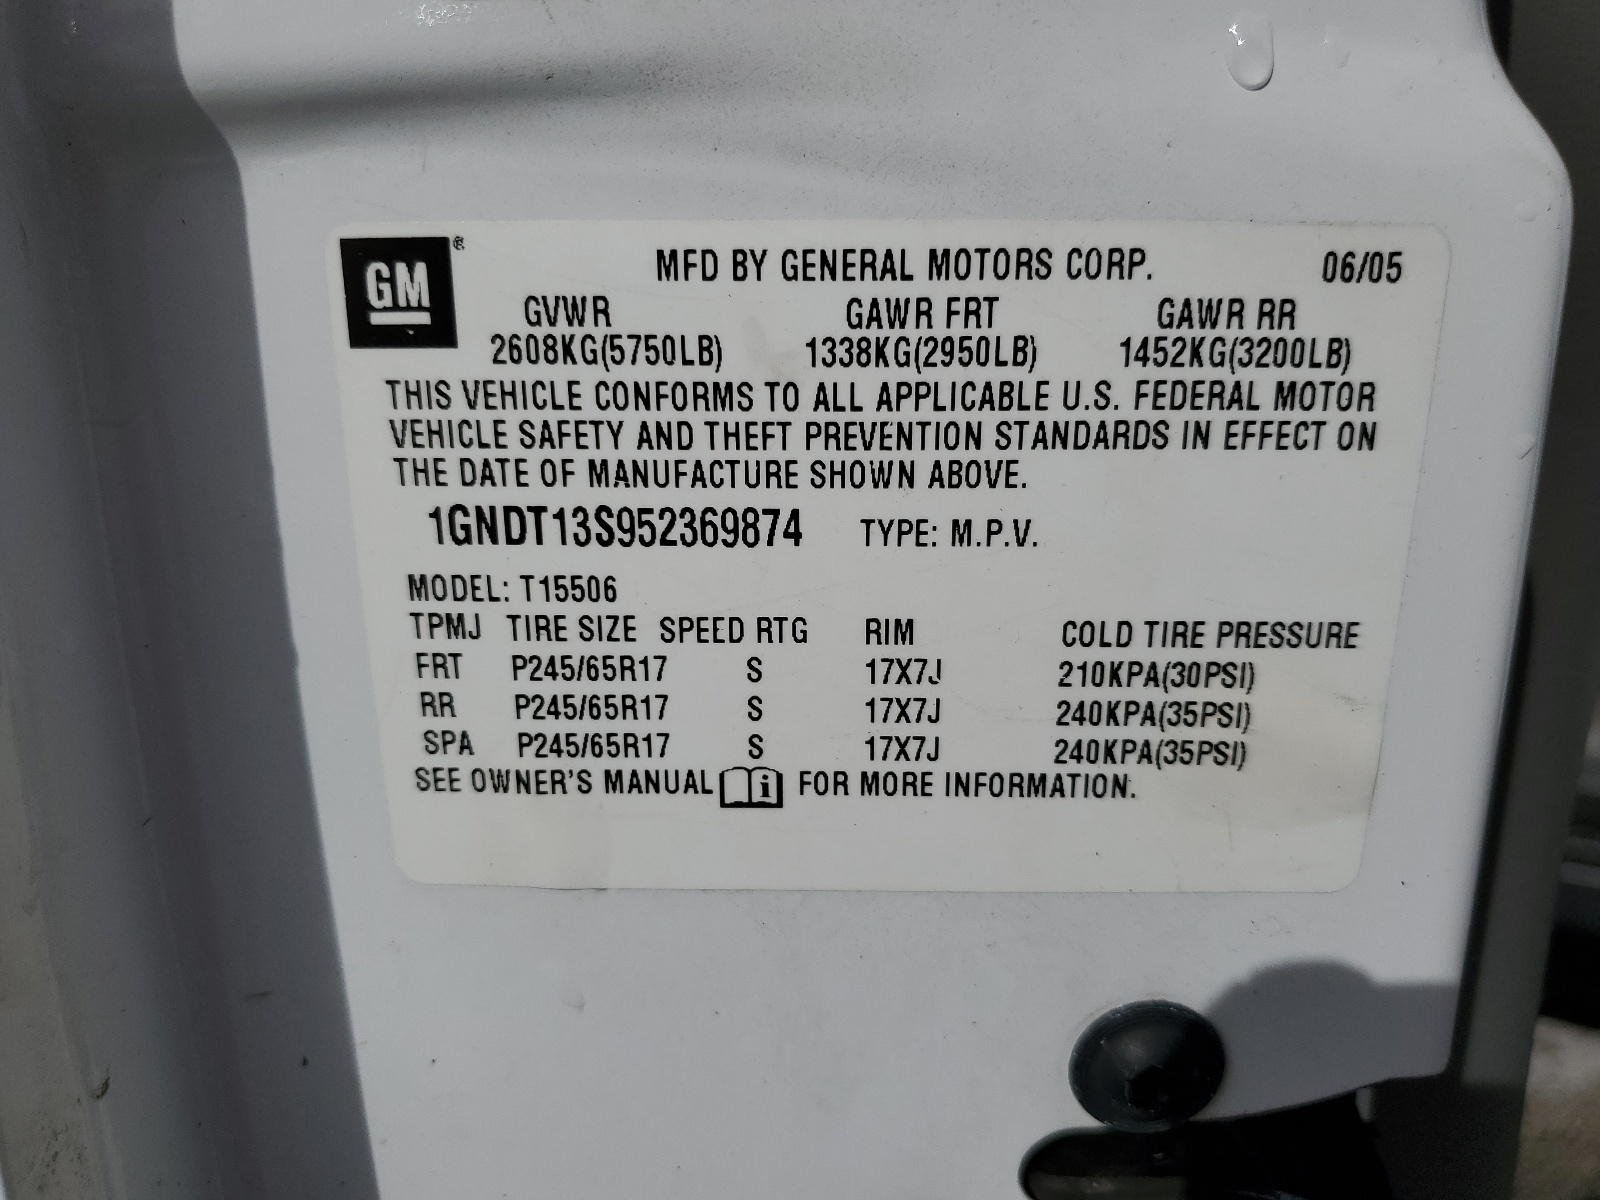 GM®
MFD BY GENERAL MOTORS CORP. 06/05
GVWR GAWR FRT GAWR RR
2608KG(5750LB) 1338KG(2950LB) 1452KG(3200LB)
THIS VEHICLE CONFORMS TO ALL APPLICABLE U.S. FEDERAL MOTOR
VEHICLE SAFETY AND THEFT PREVENTION STANDARDS IN EFFECT ON
THE DATE OF MANUFACTURE SHOWN ABOVE.
1GNDT13S952369874 TYPE: M.P.V.
MODEL: T15506
TPMJ TIRE SIZE SPEED RTG RIM COLD TIRE PRESSURE
FRT P245/65R17 S 17X7J 210KPA(30PSI)
RR P245/65R17 S 17X7J 240KPA(35PSI)
SPA P245/65R17 S 17X7J 240KPA(35PSI)
SEE OWNER'S MANUAL i FOR MORE INFORMATION.